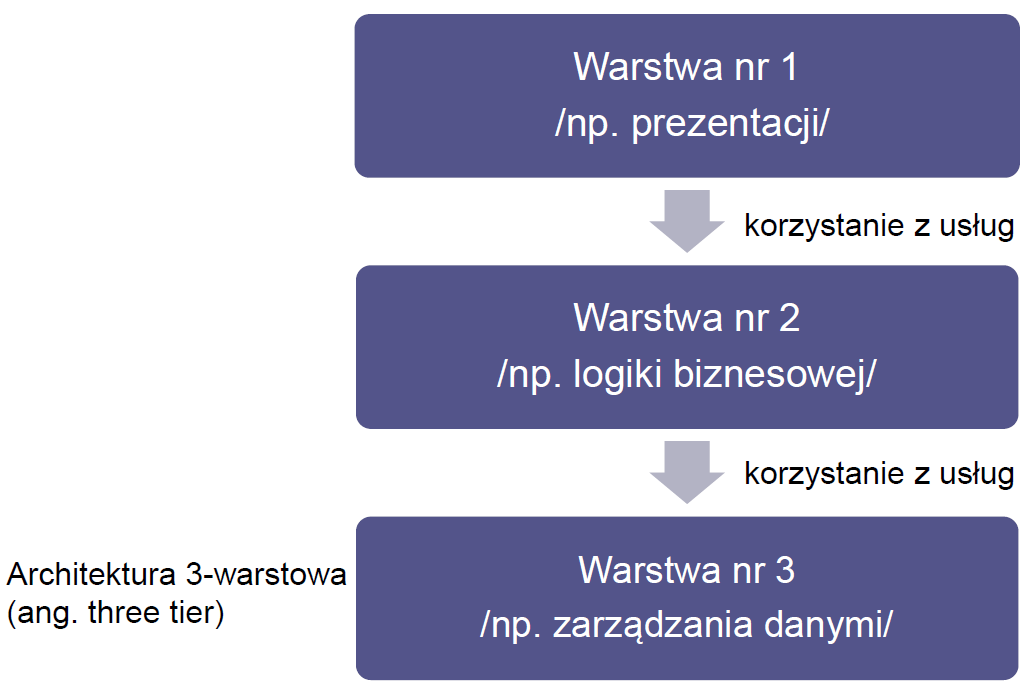 Warstwa nr 1
/np. prezentacji/
korzystanie z usług
Warstwa nr 2
/np. logiki biznesowej/
korzystanie z usług
Architektura 3-warstowa
(ang. three tier)
Warstwa nr 3
/np. zarządzania danymi/